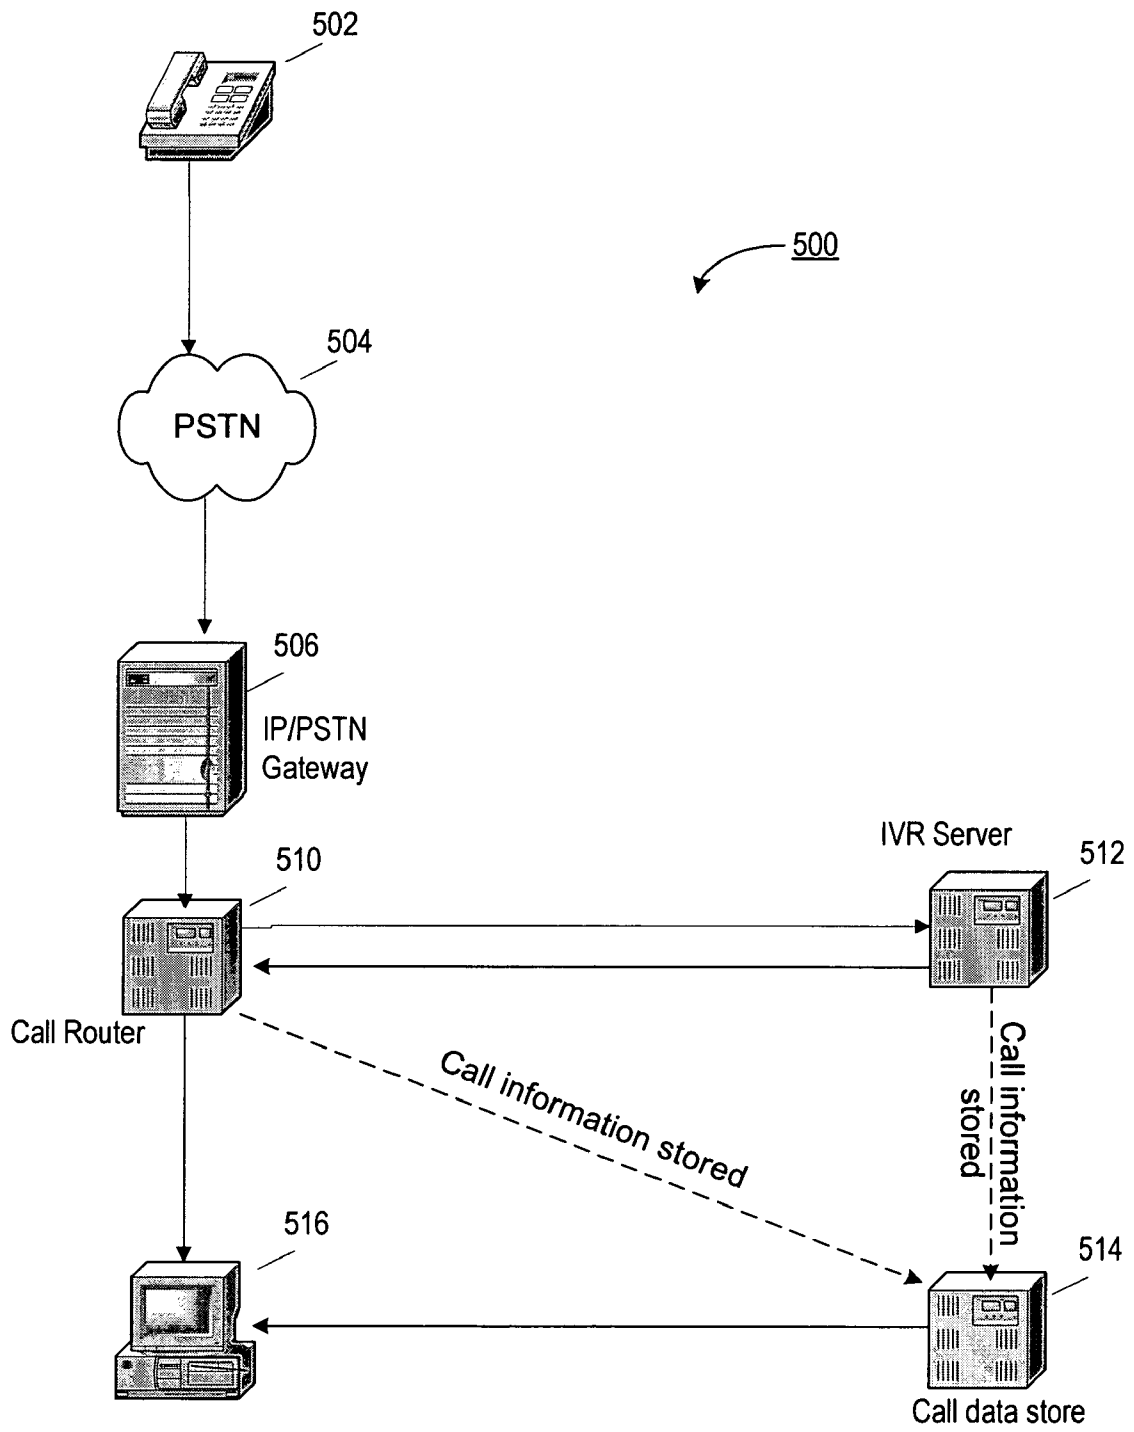 502
500
504
PSTN
506
IP/PSTN
Gateway
IVR Server
510
512
Call Router
Call information stored
Call information
stored
516
514
Call data store